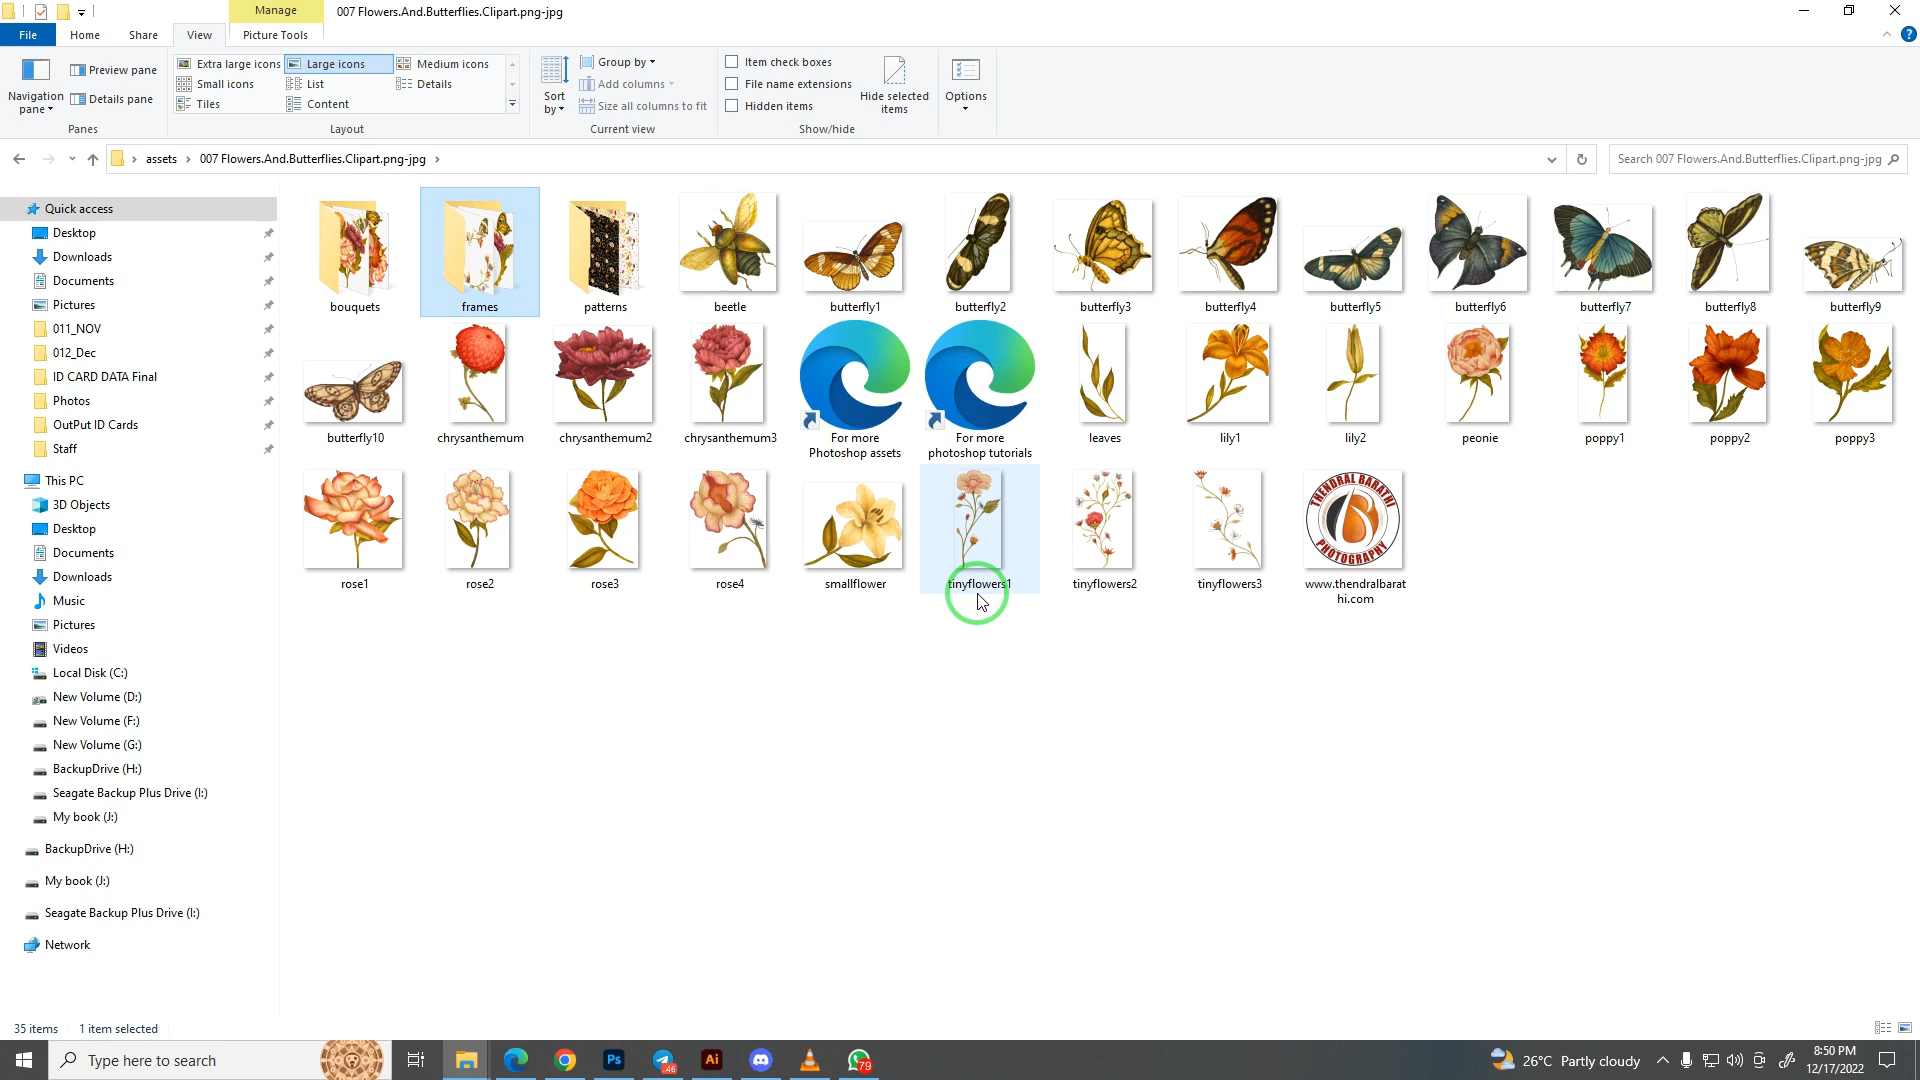 Manage
007 Flowers.And.Butterflies.Clipart.png-jpg
File
Home
Share
View
Picture Tools
Navigation
pane
Preview pane
Details pane
Panes
Extra large icons
Large icons
Medium icons
Small icons
List
Details
Tiles
Content
Layout
Sort
by
Group by
Add columns
Size all columns to fit
Current view
Item check boxes
File name extensions
Hidden items
Hide selected
items
Show/hide
Options
assets
007 Flowers.And.Butterflies.Clipart.png-jpg
Search 007 Flowers.And.Butterflies.Clipart.png-jpg
Quick access
Desktop
Downloads
Documents
Pictures
011_NOV
012_Dec
ID CARD DATA Final
Photos
OutPut ID Cards
Staff
This PC
3D Objects
Desktop
Documents
Downloads
Music
Pictures
Videos
Local Disk (C:)
New Volume (D:)
New Volume (F:)
New Volume (G:)
BackupDrive (H:)
Seagate Backup Plus Drive (I:)
My book (J:)
BackupDrive (H:)
My book (J:)
Seagate Backup Plus Drive (I:)
Network
bouquets
frames
patterns
beetle
butterfly1
butterfly2
butterfly3
butterfly4
butterfly5
butterfly6
butterfly7
butterfly8
butterfly9
butterfly10
chrysanthemum
chrysanthemum2
chrysanthemum3
For more
Photoshop assets
For more
photoshop tutorials
leaves
lily1
lily2
peonie
poppy1
poppy2
poppy3
rose1
rose2
rose3
rose4
smallflower
tinyflowers1
tinyflowers2
tinyflowers3
THENDRAL BARATHI
PHOTOGRAPHY
www.thendralbarat
hi.com
35 items
1 item selected
Type here to search
Ps
46
Ai
79
26°C Partly cloudy
8:50 PM
12/17/2022